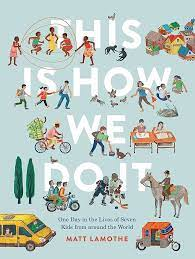 THIS
IS HOW
WE
DO IT
One Day in the Lives of Seven
Kids from around the World
MATT LAMOTHE